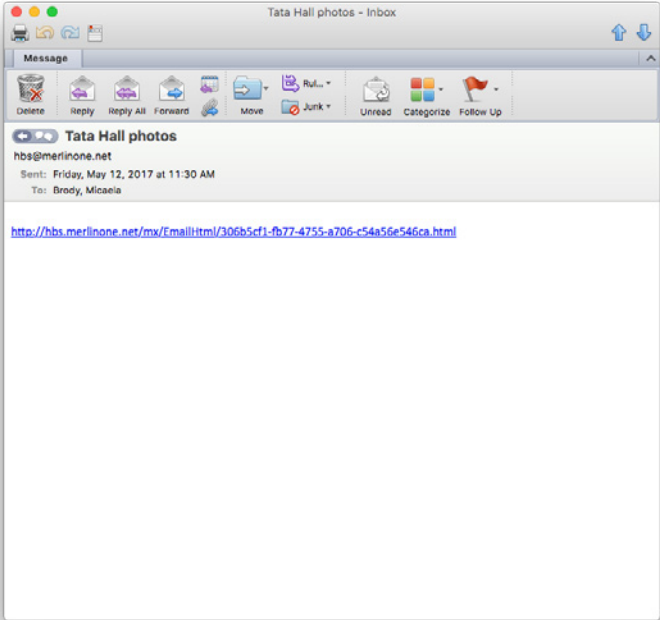 Tata Hall photos - Inbox
Message
Delete
Reply
Reply All
Forward
Move
Rul...
Junk
Unread
Categorize
Follow Up
Tata Hall photos
hbs@merlinone.net
Sent: Friday, May 12, 2017 at 11:30 AM
To: Brody, Micaela
http://hbs.merlinone.net/mx/EmailHtml/306b5cf1-fb77-4755-a706-c54a56e546ca.html